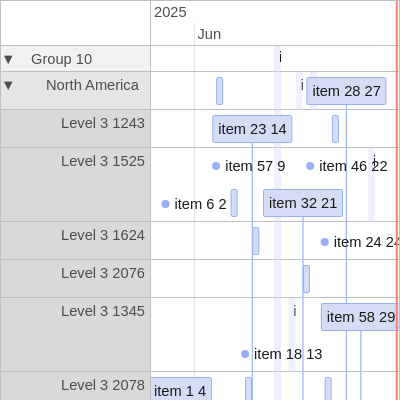 2025
Jun
▼ Group 10 i
▼ North America i item 28 27
Level 3 1243 item 23 14
Level 3 1525 item 57 9 item 46 22 i
item 6 2 item 32 21
Level 3 1624 item 24 24
Level 3 2076
Level 3 1345 i item 58 29
item 18 13
Level 3 2078 item 1 4